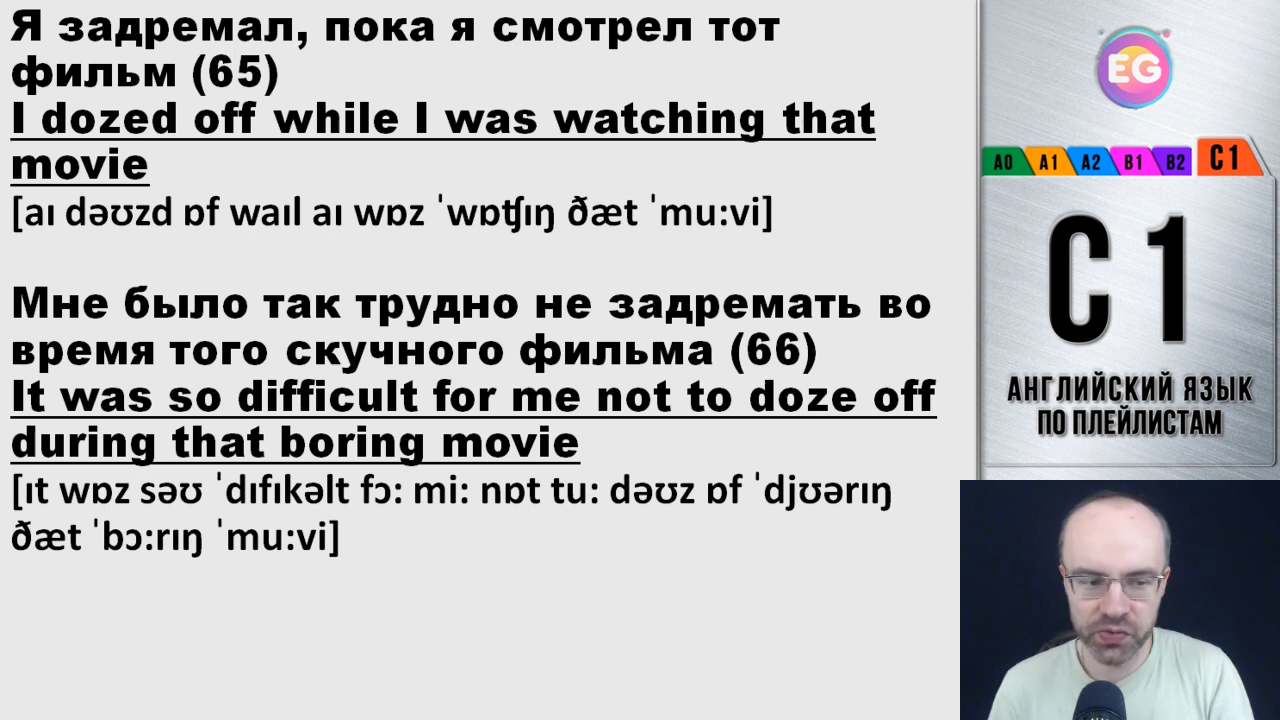 Я задремал, пока я смотрел тот
фильм (65)
I dozed off while I was watching that
movie
[aɪ dəʊzd ɒf waɪl aɪ wɒz ˈwɒʧɪŋ ðæt ˈmu:vi]
Мне было так трудно не задремать во
время того скучного фильма (66)
It was so difficult for me not to doze off
during that boring movie
[ɪt wɒz səʊ ˈdɪfɪkəlt fɔ: mi: nɒt tu: dəʊz ɒf ˈdjʊərɪŋ
ðæt ˈbɔ:rɪŋ ˈmu:vi]
EG
A0 A1 A2 B1 B2 C1
C1
АНГЛИЙСКИЙ ЯЗЫК
ПО ПЛЕЙЛИСТАМ